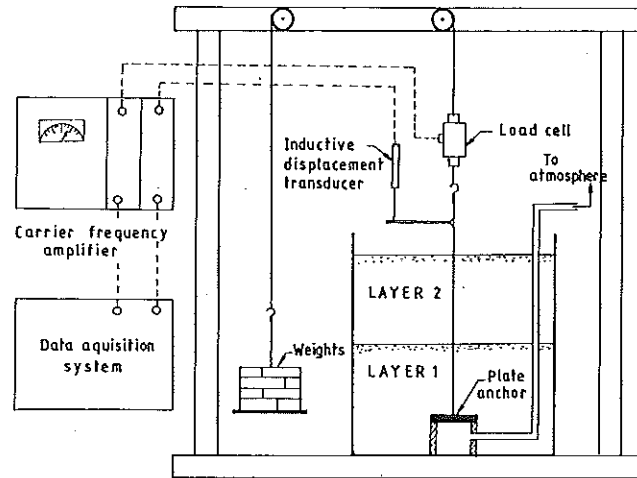 Load cell
To
atmosphere
Inductive
displacement
transducer
Carrier frequency
amplifier
LAYER 2
Data aquisition
system
Weights
LAYER 1
Plate
anchor